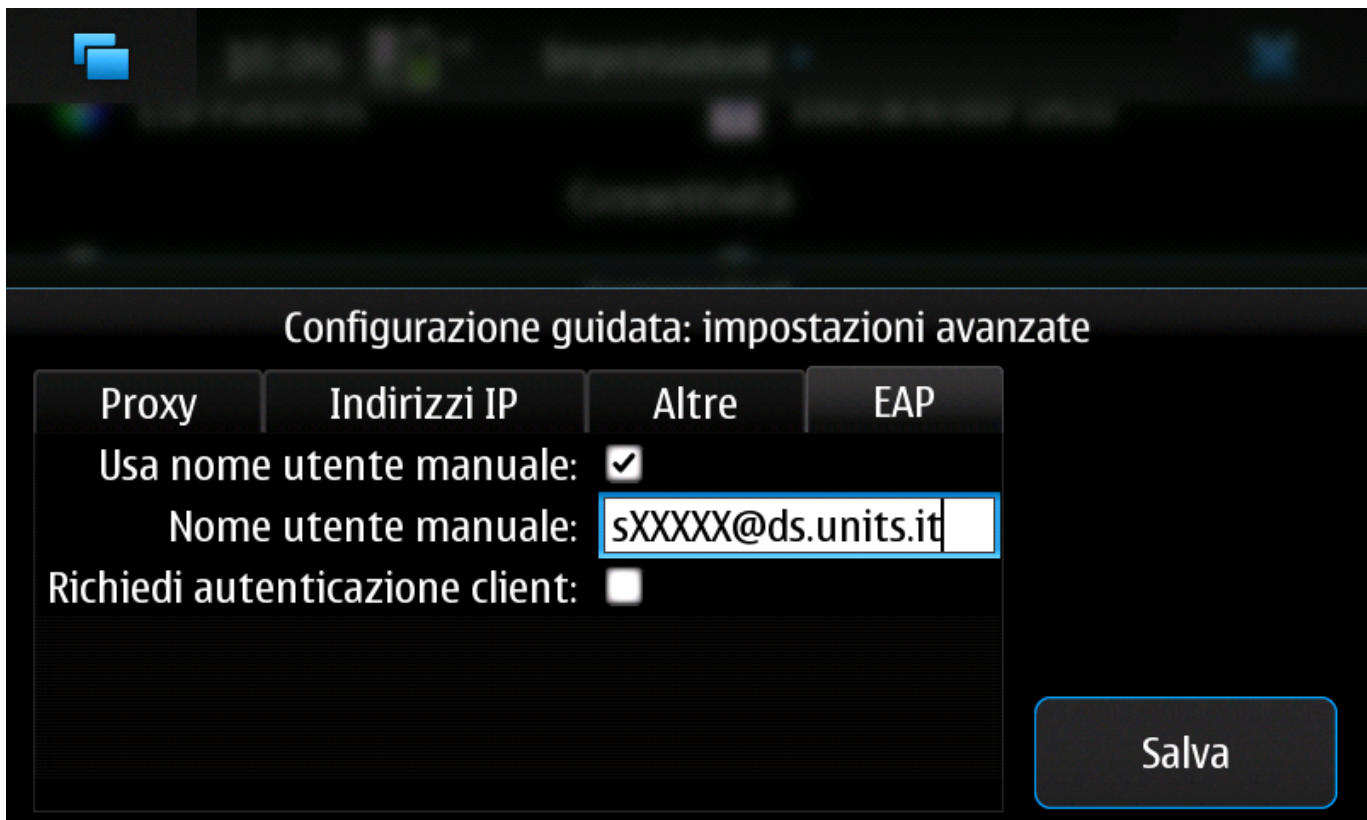 Configurazione guidata: impostazioni avanzate
Proxy Indirizzi IP Altre EAP
Usa nome utente manuale:
Nome utente manuale: sXXXXX@ds.units.it
Richiedi autenticazione client:
Salva